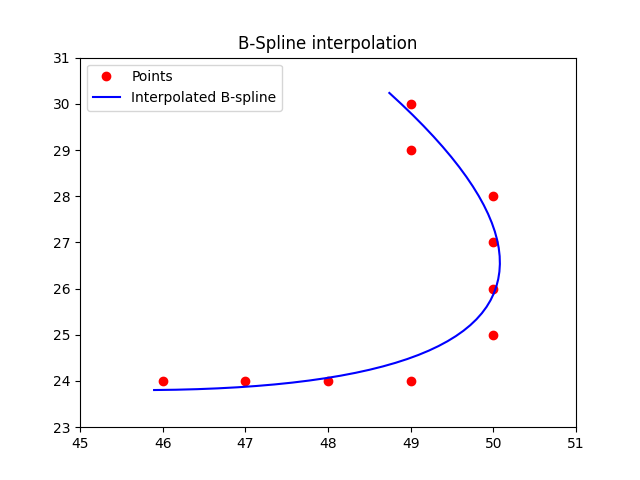 B-Spline interpolation
Points
Interpolated B-spline
31
30
29
28
27
26
25
24
23
45 46 47 48 49 50 51